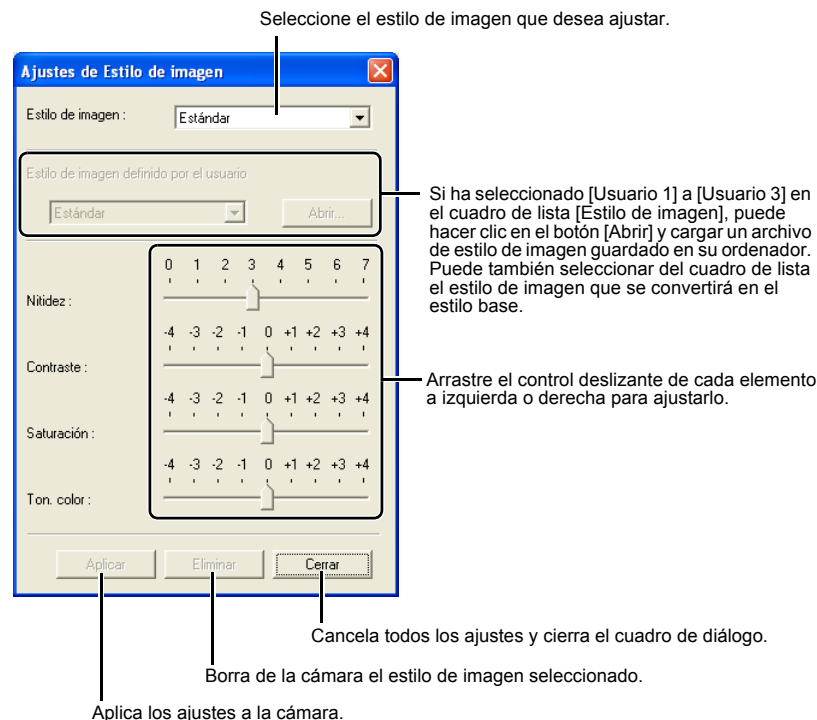 Seleccione el estilo de imagen que desea ajustar.
Ajustes de Estilo de imagen
Estilo de imagen :
Estándar
Estilo de imagen definido por el usuario
Estándar
Abrir...
Si ha seleccionado [Usuario 1] a [Usuario 3] en
el cuadro de lista [Estilo de imagen], puede
hacer clic en el botón [Abrir] y cargar un archivo
de estilo de imagen guardado en su ordenador.
Puede también seleccionar del cuadro de lista
el estilo de imagen que se convertirá en el
estilo base.
0 1 2 3 4 5 6 7
Nitidez :
-4 -3 -2 -1 0 +1 +2 +3 +4
Contraste :
Arrastre el control deslizante de cada elemento
a izquierda o derecha para ajustarlo.
-4 -3 -2 -1 0 +1 +2 +3 +4
Saturación :
-4 -3 -2 -1 0 +1 +2 +3 +4
Ton. color :
Aplicar
Eliminar
Cerrar
Cancela todos los ajustes y cierra el cuadro de diálogo.
Borra de la cámara el estilo de imagen seleccionado.
Aplica los ajustes a la cámara.